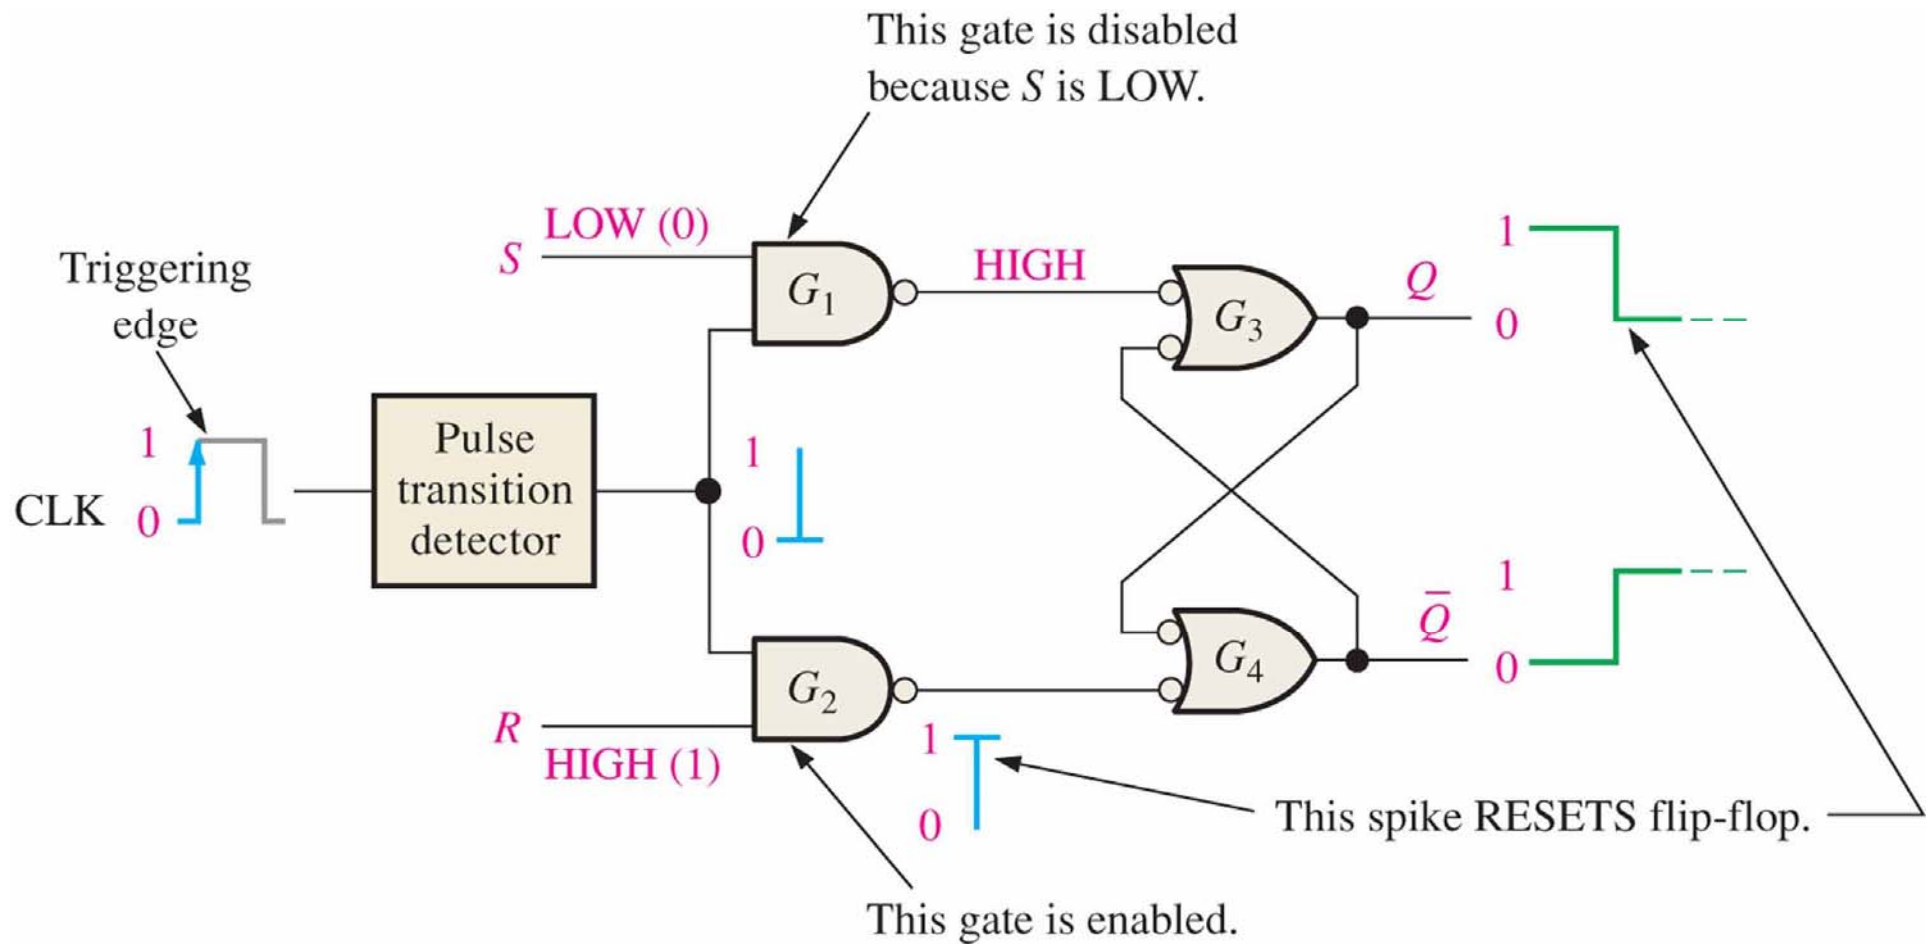 This gate is disabled
because S is LOW.
LOW (0)
S
G1
HIGH
G3
Q
1
0
Triggering
edge
1
CLK 0
Pulse
transition
detector
1
0
1
Q̅
0
G4
G2
R
HIGH (1)
1
0
This spike RESETS flip-flop.
This gate is enabled.